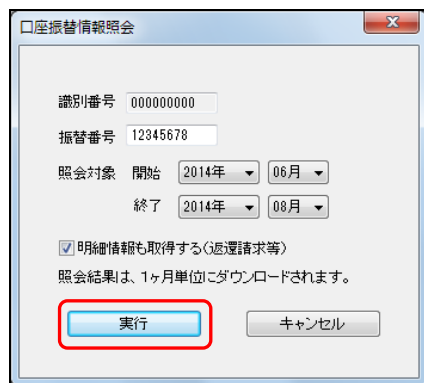 口座振替情報照会
識別番号 000000000
振替番号 12345678
照会対象 開始 2014年 06月
終了 2014年 08月
明細情報も取得する(返還請求等)
照会結果は、1ヶ月単位にダウンロードされます。
実行 キャンセル